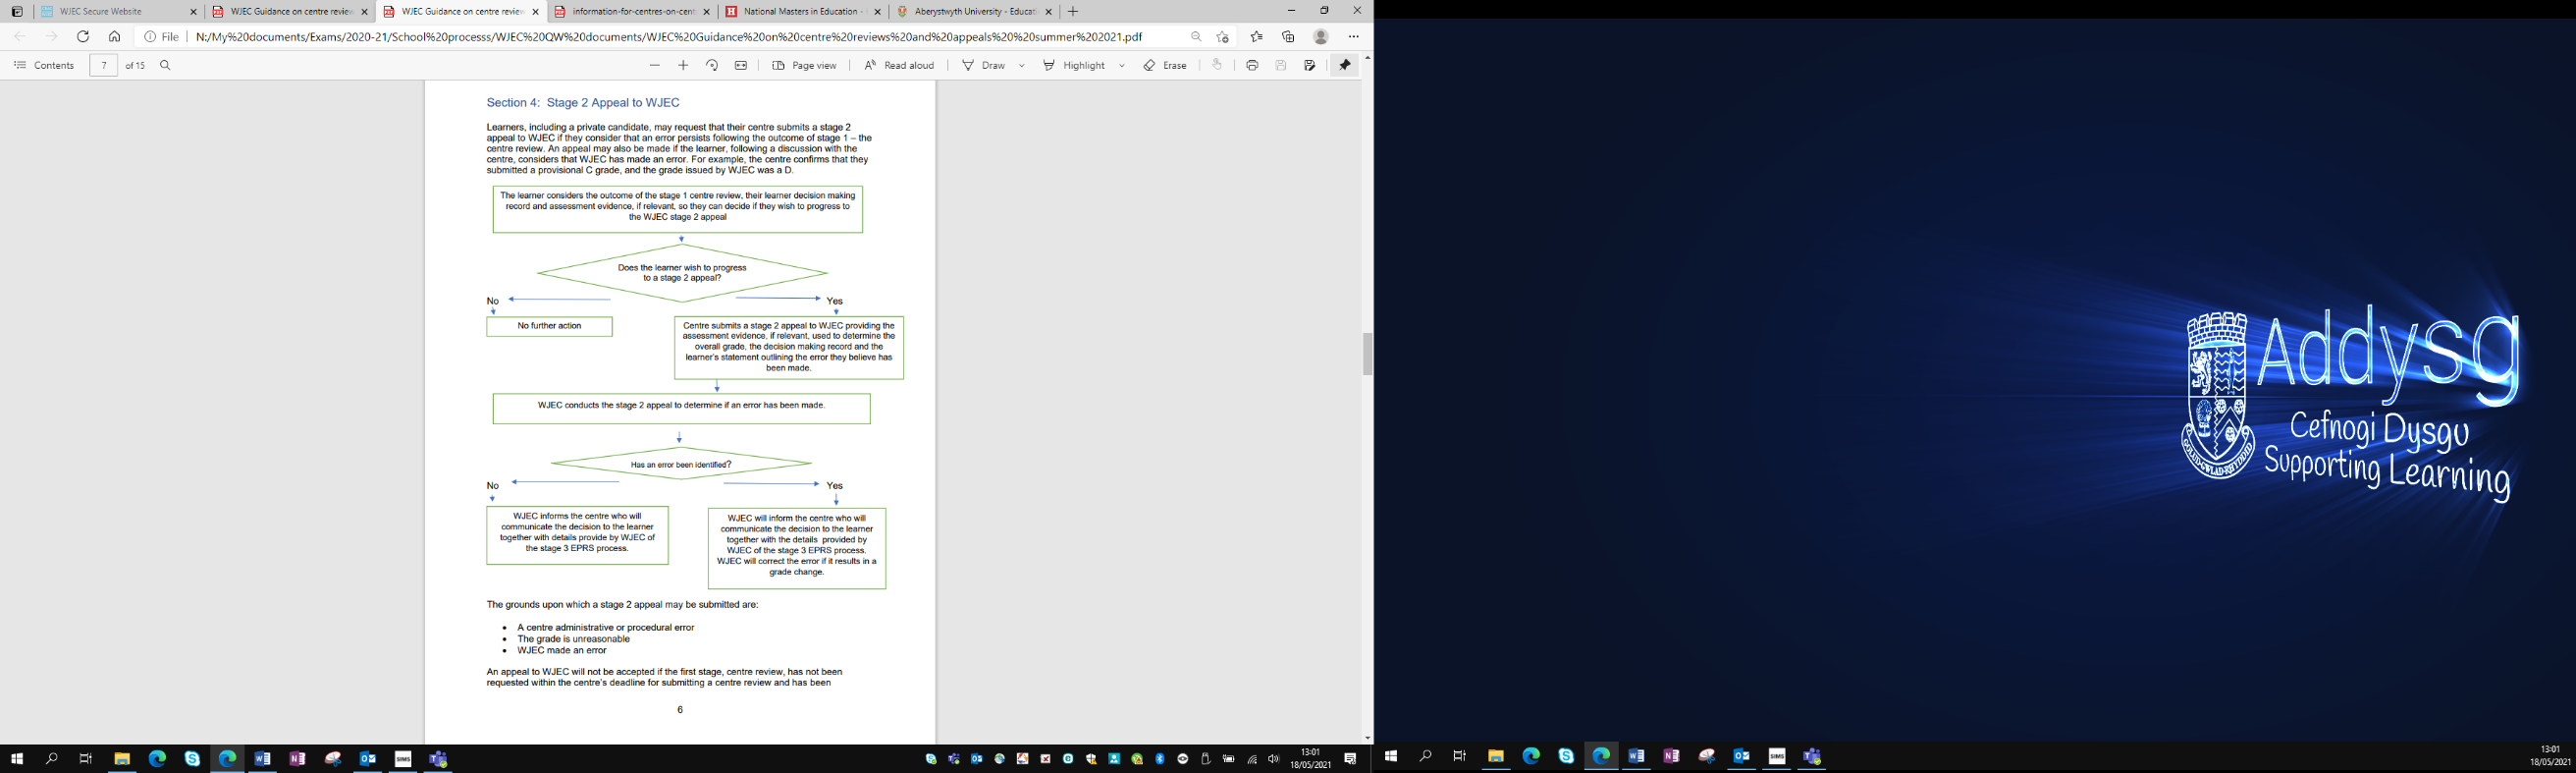 WJEC Secure Website
WJEC Guidance on centre review
WJEC Guidance on centre review
information-for-centres-on-cent
National Masters in Education -
Aberystwyth University - Educati
File
N:/My%20documents/Exams/2020-21/School%20processs/WJEC%20QW%20documents/WJEC%20Guidance%20on%20centre%20reviews%20and%20appeals%20%20summer%202021.pdf
Contents
7
of 15
Page view
Read aloud
Draw
Highlight
Erase
Section 4: Stage 2 Appeal to WJEC
Learners, including a private candidate, may request that their centre submits a stage 2
appeal to WJEC if they consider that an error persists following the outcome of stage 1 – the
centre review. An appeal may also be made if the learner, following a discussion with the
centre, considers that WJEC has made an error. For example, the centre confirms that they
submitted a provisional C grade, and the grade issued by WJEC was a D.
The learner considers the outcome of the stage 1 centre review, their learner decision making
record and assessment evidence, if relevant, so they can decide if they wish to progress to
the WJEC stage 2 appeal
Does the learner wish to progress
to a stage 2 appeal?
No
Yes
No further action
Centre submits a stage 2 appeal to WJEC providing the
assessment evidence, if relevant, used to determine the
overall grade, the decision making record and the
learner's statement outlining the error they believe has
been made.
WJEC conducts the stage 2 appeal to determine if an error has been made.
Has an error been identified?
No
Yes
WJEC informs the centre who will
communicate the decision to the learner
together with details provide by WJEC of
the stage 3 EPRS process.
WJEC will inform the centre who will
communicate the decision to the learner
together with the details provided by
WJEC of the stage 3 EPRS process.
WJEC will correct the error if it results in a
grade change.
The grounds upon which a stage 2 appeal may be submitted are:
• A centre administrative or procedural error
• The grade is unreasonable
• WJEC made an error
An appeal to WJEC will not be accepted if the first stage, centre review, has not been
requested within the centre's deadline for submitting a centre review and has been
6
13:01
18/05/2021
Addysg
Cefnogi Dysgu
Supporting Learning
13:01
18/05/2021